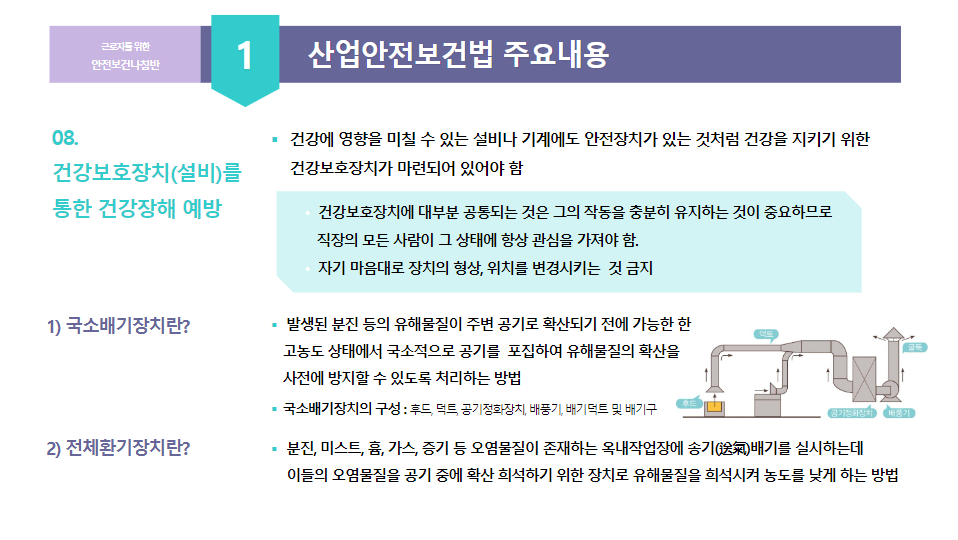 근로자를 위한
안전보건나침반
1
산업안전보건법 주요내용
08.
건강보호장치(설비)를
통한 건강장해 예방
▪ 건강에 영향을 미칠 수 있는 설비나 기계에도 안전장치가 있는 것처럼 건강을 지키기 위한
건강보호장치가 마련되어 있어야 함
• 건강보호장치에 대부분 공통되는 것은 그의 작동을 충분히 유지하는 것이 중요하므로
직장의 모든 사람이 그 상태에 항상 관심을 가져야 함.
• 자기 마음대로 장치의 형상, 위치를 변경시키는 것 금지
1) 국소배기장치란?
▪ 발생된 분진 등의 유해물질이 주변 공기로 확산되기 전에 가능한 한
고농도 상태에서 국소적으로 공기를 포집하여 유해물질의 확산을
사전에 방지할 수 있도록 처리하는 방법
▪ 국소배기장치의 구성 : 후드, 덕트, 공기정화장치, 배풍기, 배기덕트 및 배기구
덕트
굴뚝
후드
공기정화장치
배풍기
2) 전체환기장치란?
▪ 분진, 미스트, 흄, 가스, 증기 등 오염물질이 존재하는 옥내작업장에 송기(送氣)배기를 실시하는데
이들의 오염물질을 공기 중에 확산 희석하기 위한 장치로 유해물질을 희석시켜 농도를 낮게 하는 방법